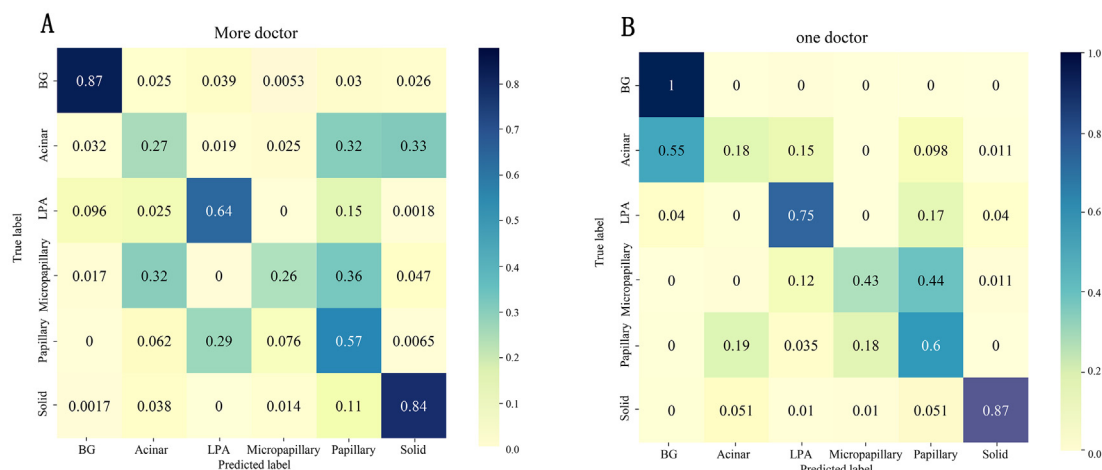 A
More doctor
BG 0.87 0.025 0.039 0.0053 0.03 0.026
Acinar 0.032 0.27 0.019 0.025 0.32 0.33
LPA 0.096 0.025 0.64 0 0.15 0.0018
Micropapillary 0.017 0.32 0 0.26 0.36 0.047
Papillary 0 0.062 0.29 0.076 0.57 0.0065
Solid 0.0017 0.038 0 0.014 0.11 0.84
True label
BG Acinar LPA Micropapillary Papillary Solid
Predicted label
0.8
0.7
0.6
0.5
0.4
0.3
0.2
0.1
0.0
B
one doctor
BG 1 0 0 0 0 0
Acinar 0.55 0.18 0.15 0 0.098 0.011
LPA 0.04 0 0.75 0 0.17 0.04
Micropapillary 0 0 0.12 0.43 0.44 0.011
Papillary 0 0.19 0.035 0.18 0.6 0
Solid 0 0.051 0.01 0.01 0.051 0.87
True label
BG Acinar LPA Micropapillary Papillary Solid
Predicted label
1.0
0.8
0.6
0.4
0.2
0.0